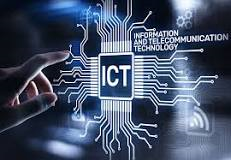 INFORMATION
AND TELECOMMUNICATION
TECHNOLOGY
ICT